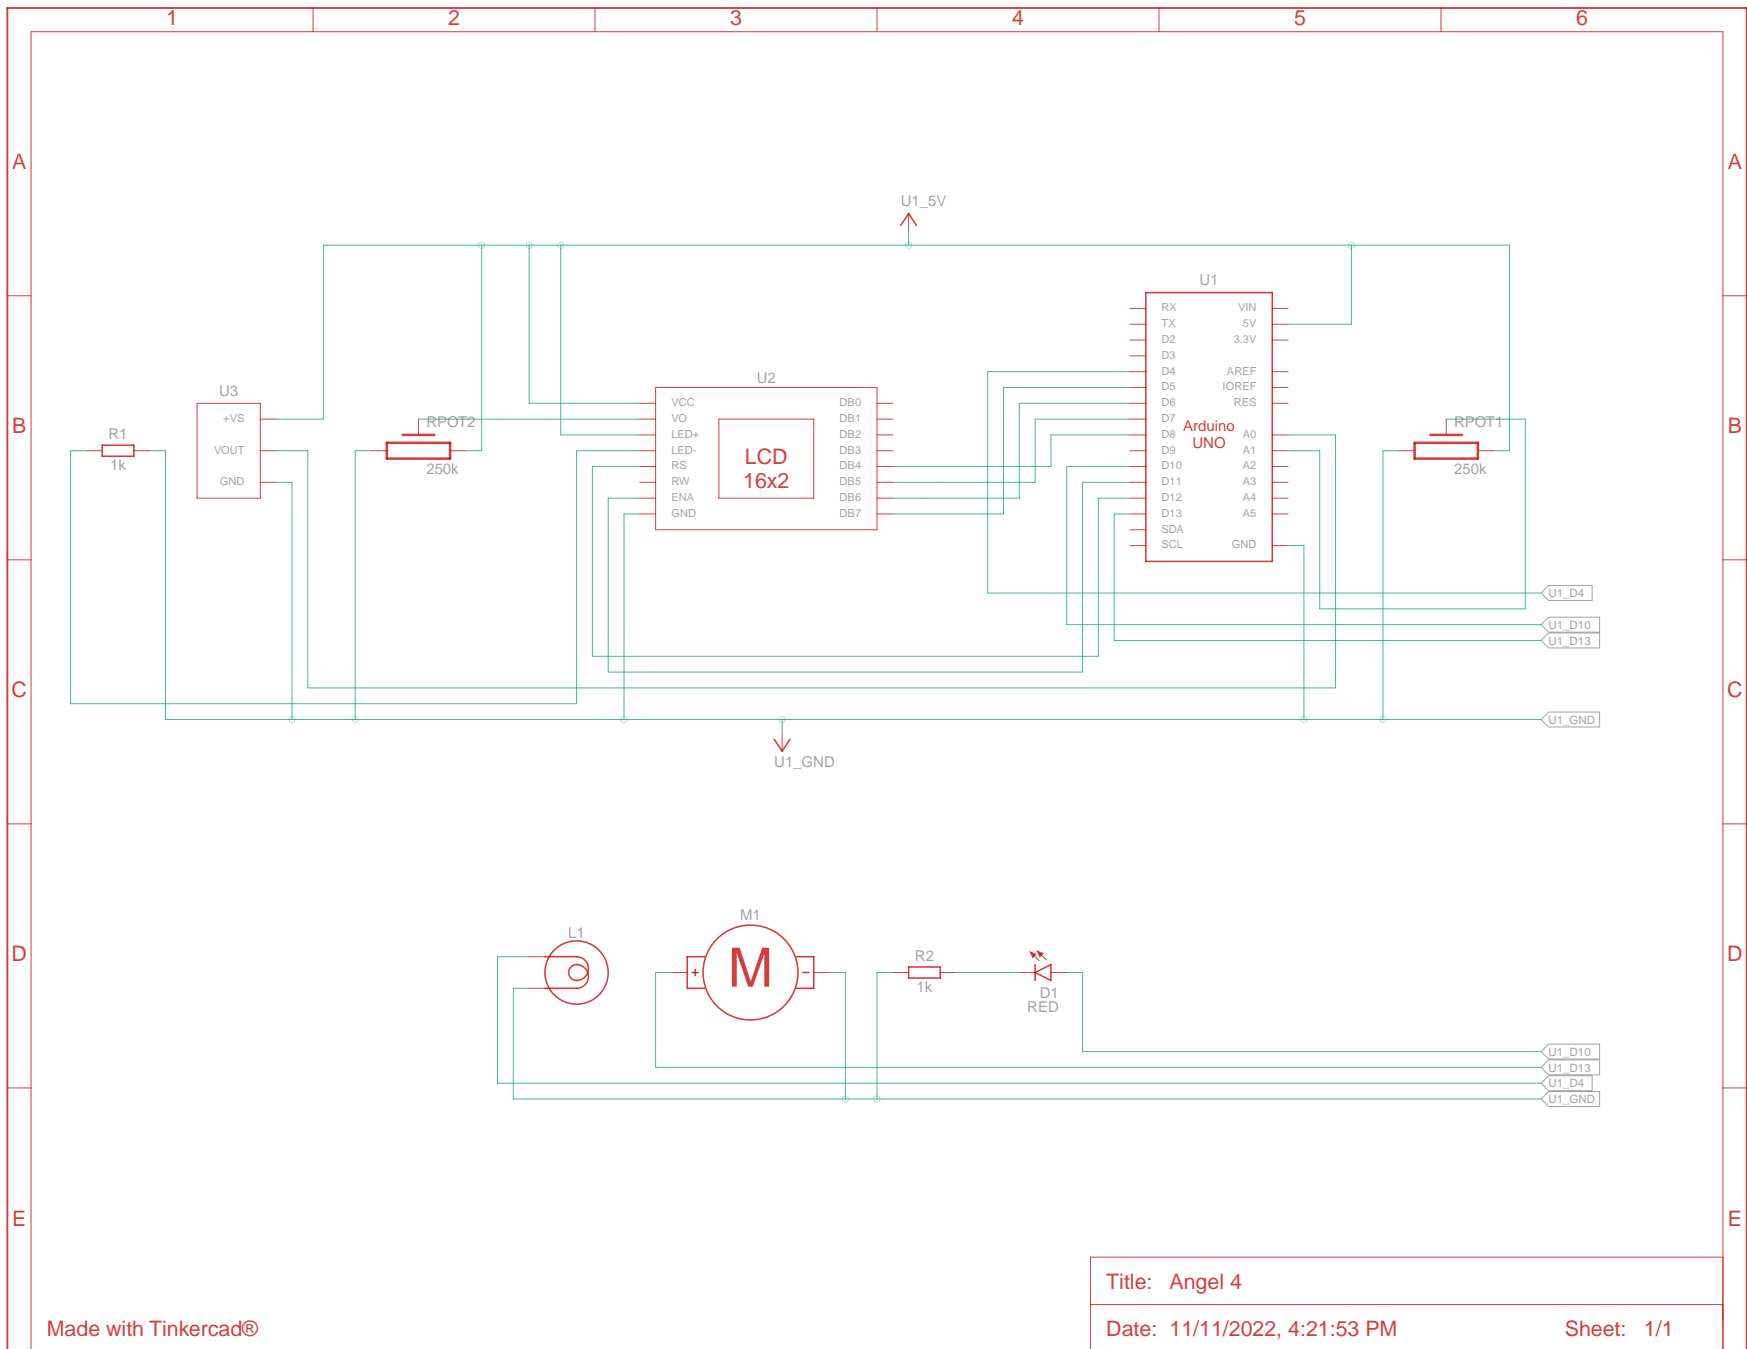 1 2 3 4 5 6
A A
U1_5V
U1
RX VIN
TX 5V
D2 3.3V
D3
D4 AREF
D5 IOREF
D6 RES
D7
D8 A0
D9 A1
D10 A2
D11 A3
D12 A4
D13 A5
SDA
SCL GND
Arduino
UNO
U2
VCC DB0
VO DB1
LED+ DB2
LED- DB3
RS DB4
RW DB5
ENA DB6
GND DB7
LCD
16x2
U3
+VS
VOUT
GND
B B
R1
1k
RPOT2
250k
RPOT1
250k
U1_D4
U1_D10
U1_D13
C C
U1_GND
U1_GND
L1
M1
M
+ -
R2
1k
D1
RED
D D
U1_D10
U1_D13
U1_D4
U1_GND
E E
Title: Angel 4
Made with Tinkercad®
Date: 11/11/2022, 4:21:53 PM Sheet: 1/1